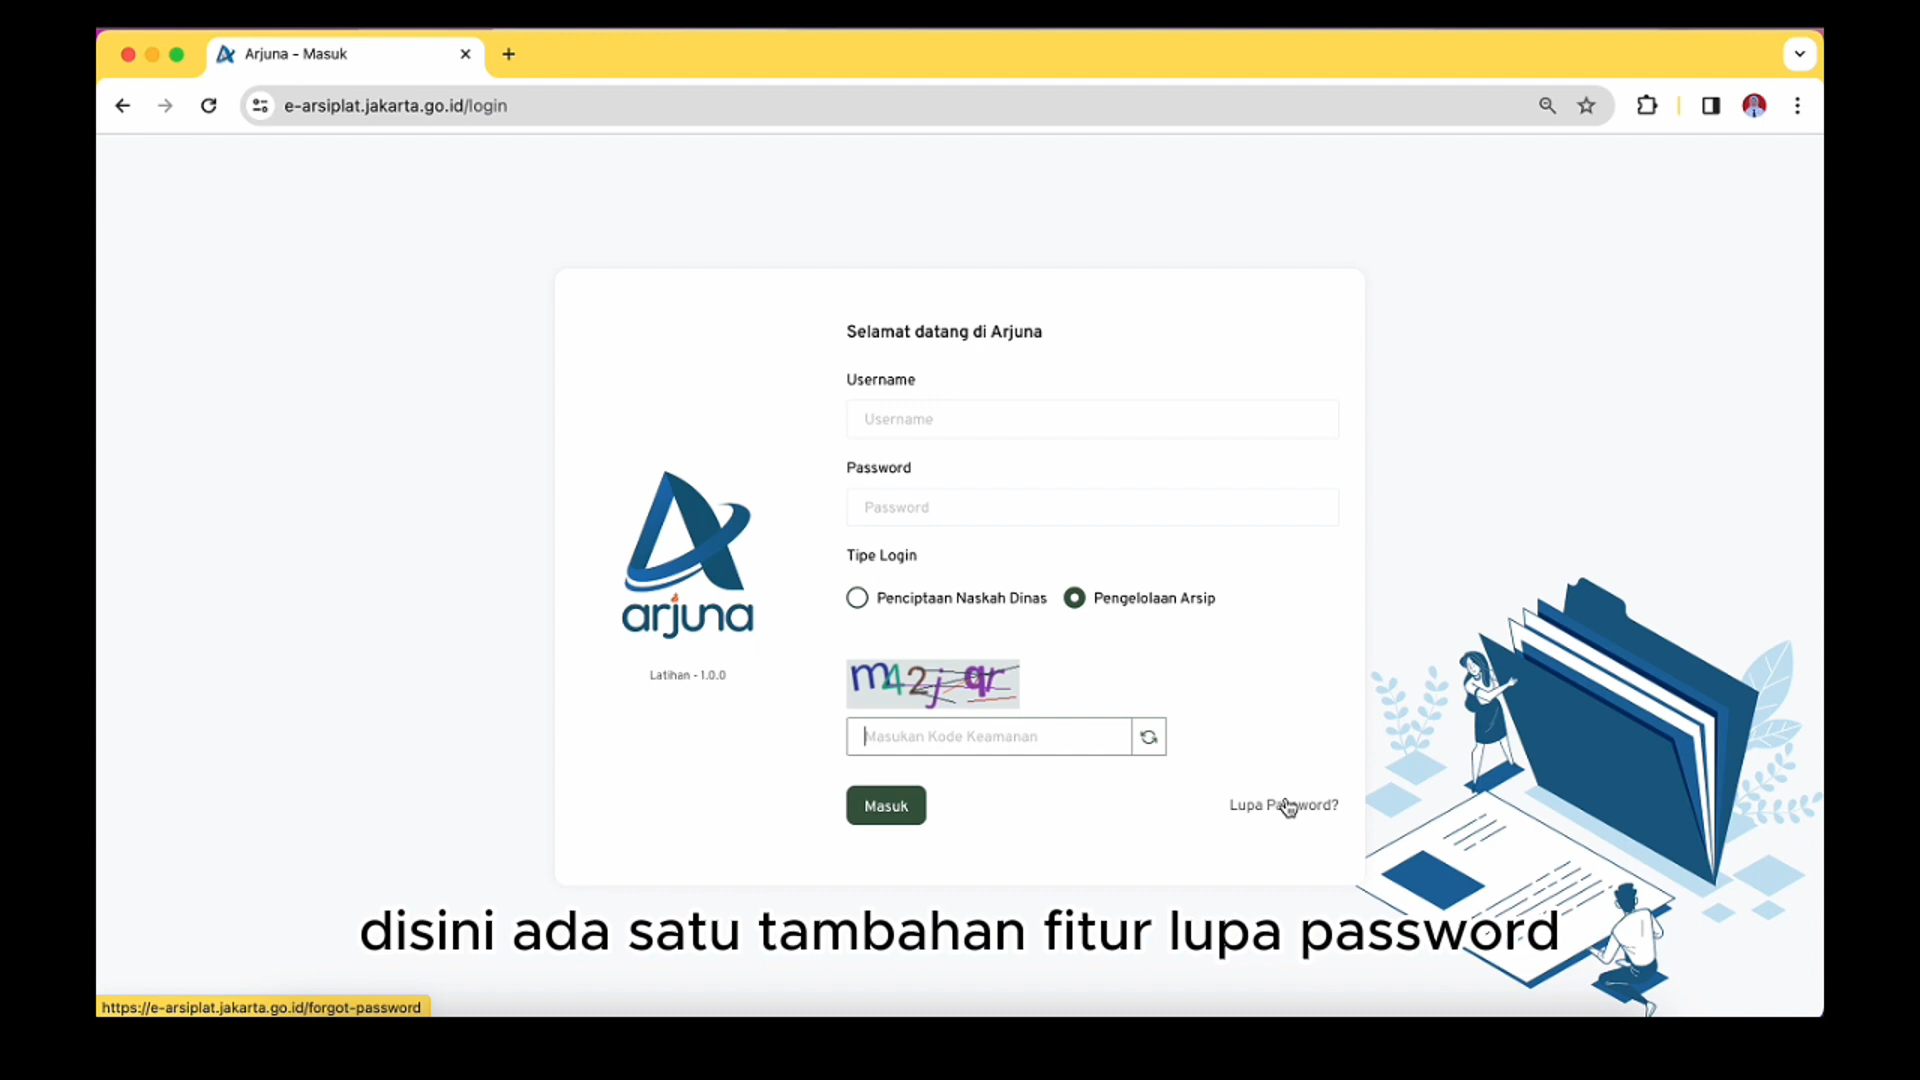 Arjuna - Masuk
e-arsiplat.jakarta.go.id/login
Selamat datang di Arjuna
Username
Username
Password
Password
Tipe Login
Penciptaan Naskah Dinas
Pengelolaan Arsip
arjuna
Latihan - 1.0.0
m42jqr
Masukan Kode Keamanan
Masuk
Lupa Password?
disini ada satu tambahan fitur lupa password
https://e-arsiplat.jakarta.go.id/forgot-password